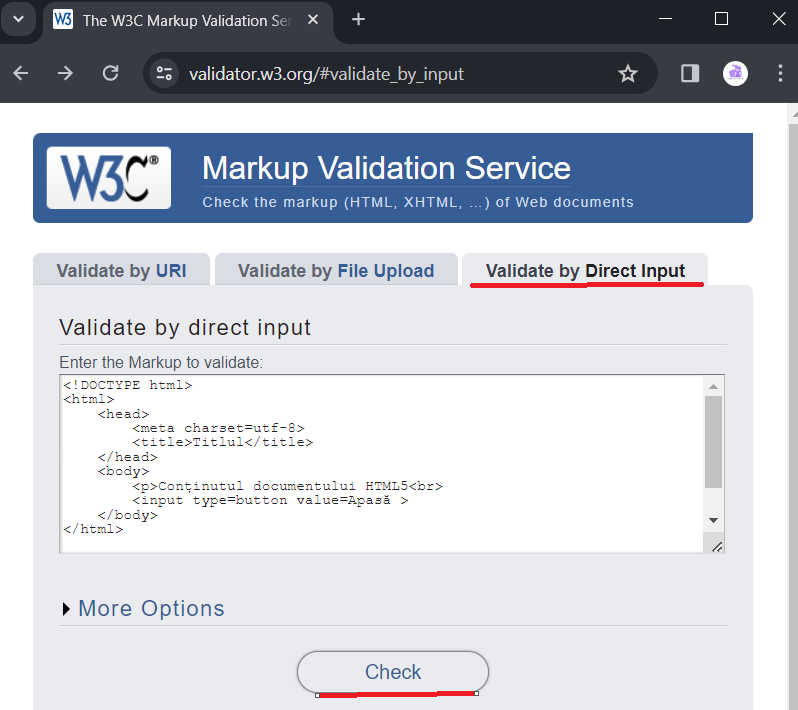 The W3C Markup Validation Ser
validator.w3.org/#validate_by_input
W3C®
Markup Validation Service
Check the markup (HTML, XHTML, …) of Web documents
Validate by URI
Validate by File Upload
Validate by Direct Input
Validate by direct input
Enter the Markup to validate:
<!DOCTYPE html>
<html>
    <head>
        <meta charset=utf-8>
        <title>Titlul</title>
    </head>
    <body>
        <p>Conținutul documentului HTML5<br>
        <input type=button value=Apasă >
    </body>
</html>
More Options
Check